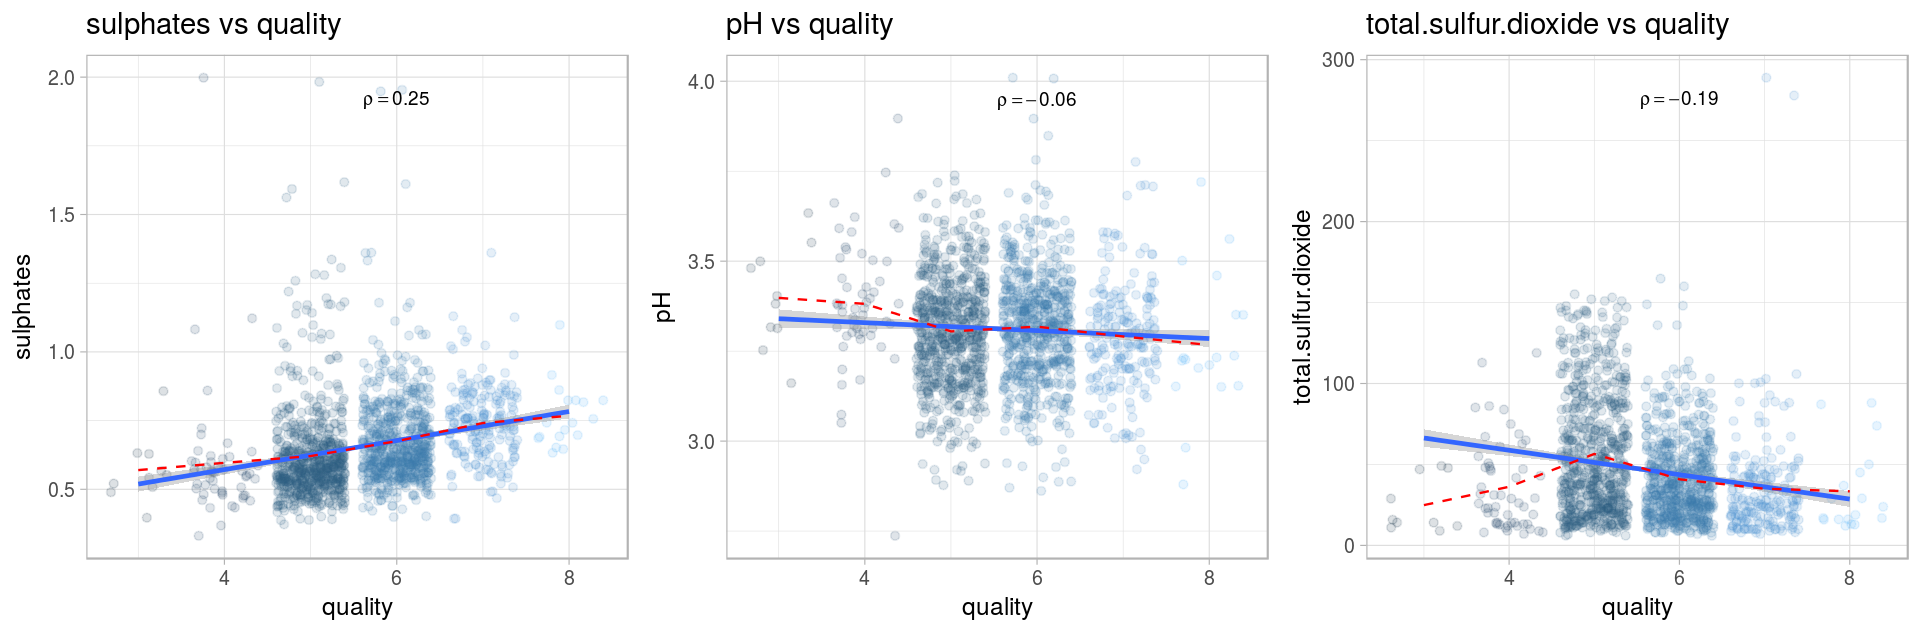 sulphates vs quality
2.0
1.5
1.0
0.5
sulphates
ρ = 0.25
4 6 8
quality
pH vs quality
4.0
3.5
3.0
pH
ρ = −0.06
4 6 8
quality
total.sulfur.dioxide vs quality
300
200
100
0
total.sulfur.dioxide
ρ = −0.19
4 6 8
quality